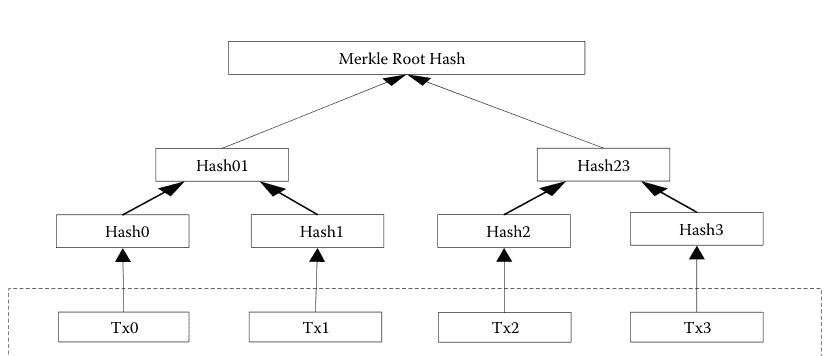 Merkle Root Hash
Hash01
Hash23
Hash0
Hash1
Hash2
Hash3
Tx0
Tx1
Tx2
Tx3